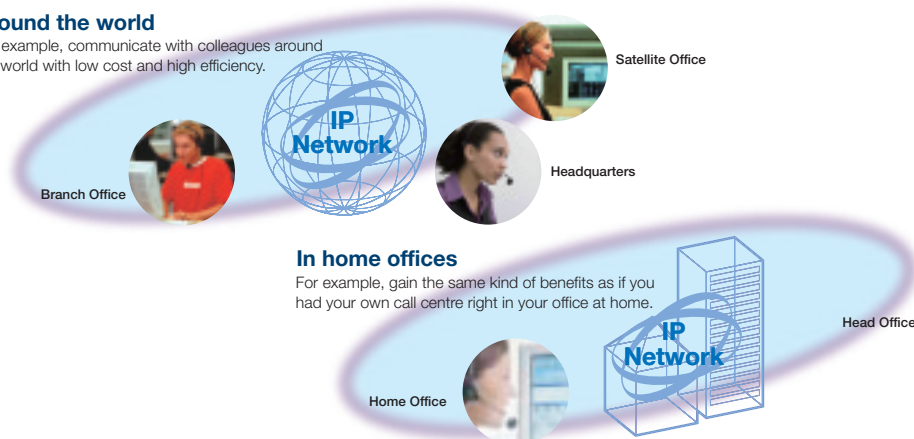 ound the world
example, communicate with colleagues around
world with low cost and high efficiency.
Satellite Office
IP
Network
Headquarters
Branch Office
In home offices
For example, gain the same kind of benefits as if you
had your own call centre right in your office at home.
Head Office
IP
Network
Home Office